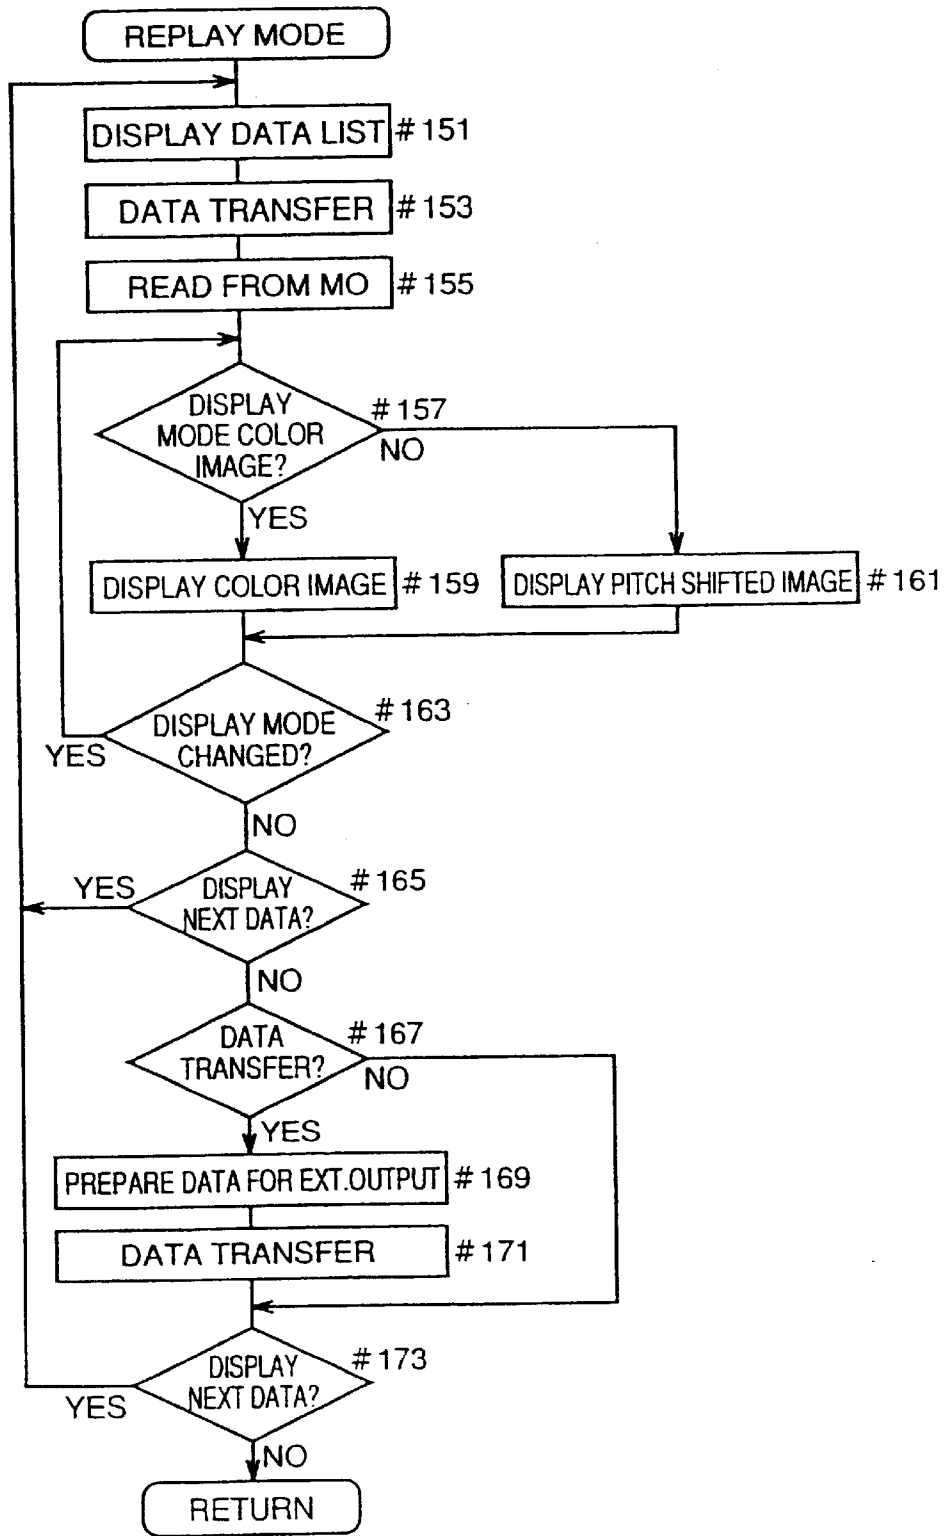 REPLAY MODE
DISPLAY DATA LIST # 151
DATA TRANSFER # 153
READ FROM MO # 155
DISPLAY
MODE COLOR
IMAGE?
# 157
NO
YES
DISPLAY COLOR IMAGE # 159
DISPLAY PITCH SHIFTED IMAGE # 161
DISPLAY MODE
CHANGED?
# 163
YES
NO
DISPLAY
NEXT DATA?
# 165
YES
NO
DATA
TRANSFER?
# 167
NO
YES
PREPARE DATA FOR EXT.OUTPUT # 169
DATA TRANSFER # 171
DISPLAY
NEXT DATA?
# 173
YES
NO
RETURN